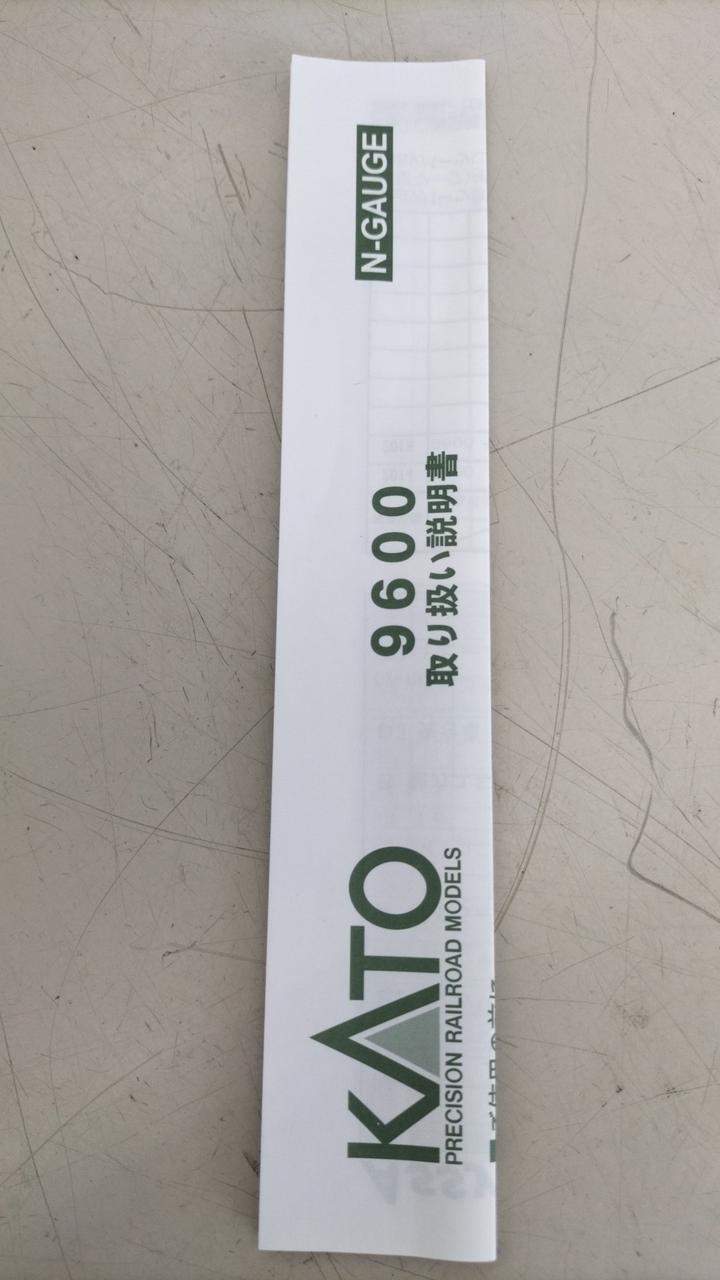 KATO
PRECISION RAILROAD MODELS
9600
取り扱い説明書
N-GAUGE